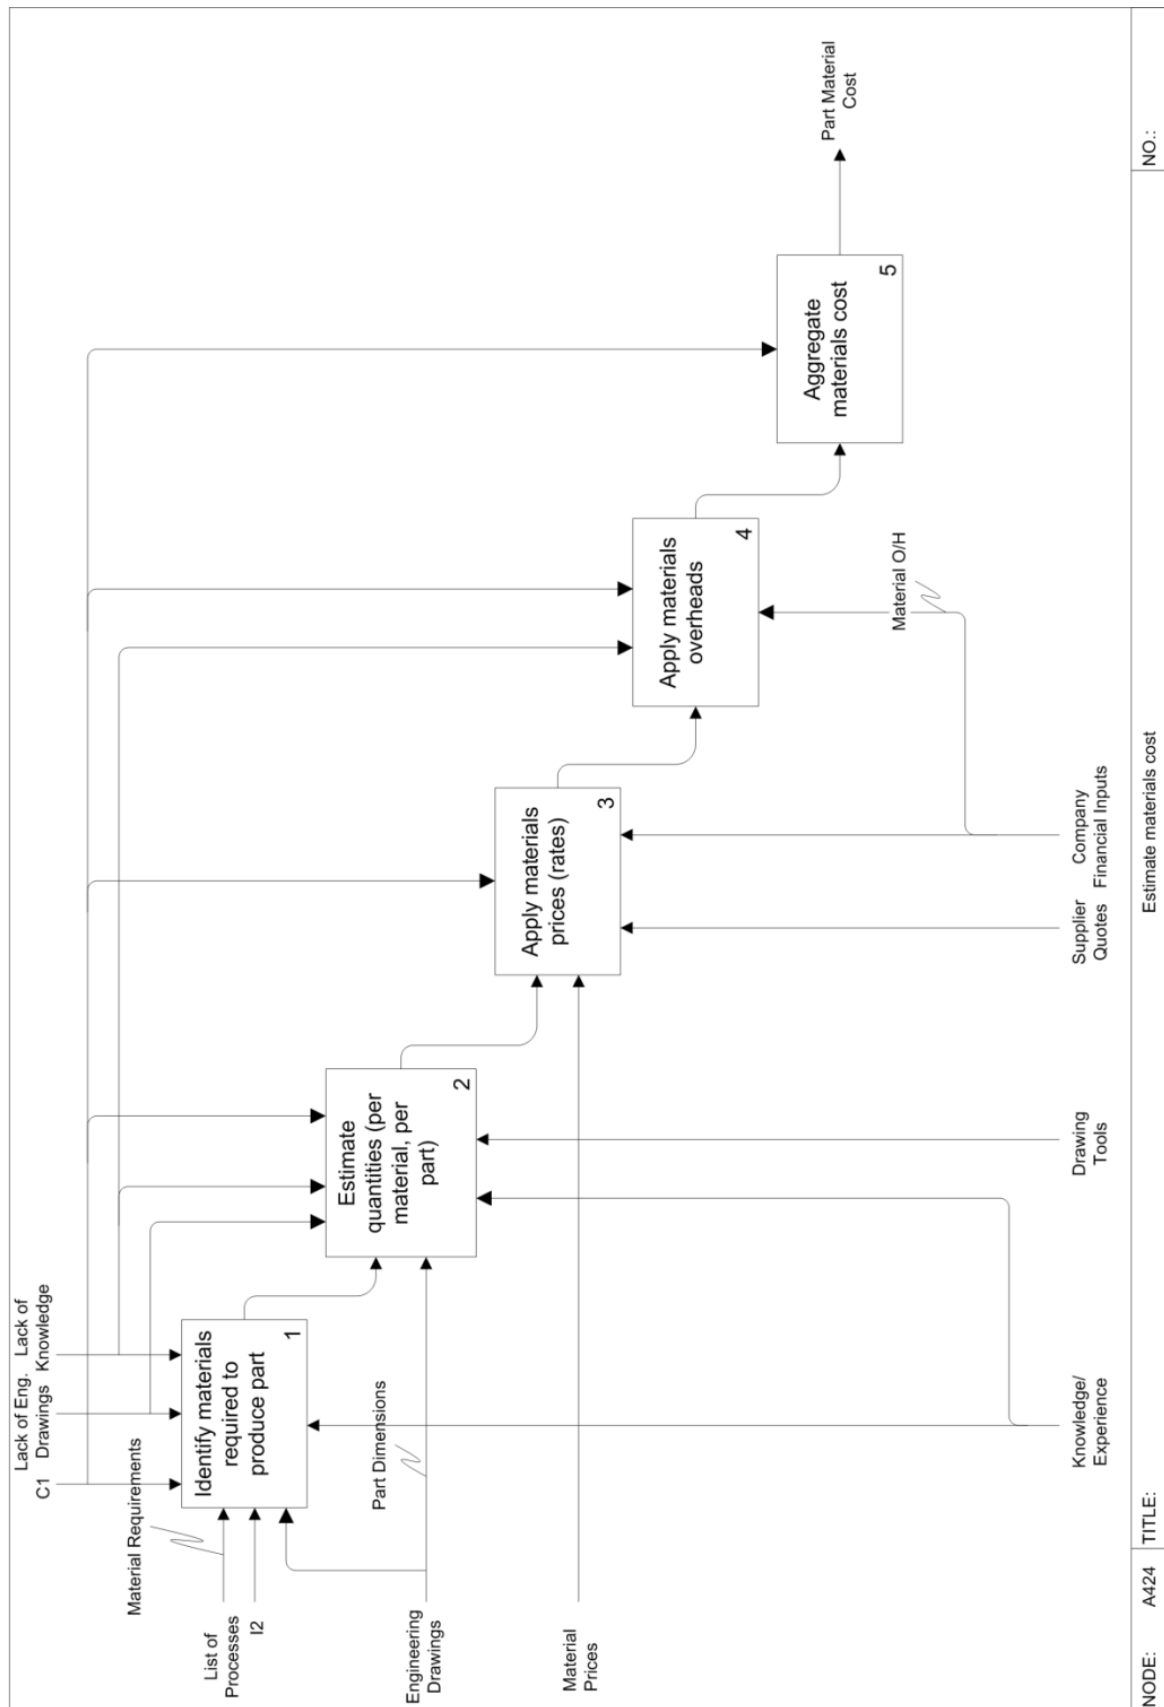 C1
Lack of Eng.
Drawings
Lack of
Knowledge
Material Requirements
List of
Processes
I2
Engineering
Drawings
Part Dimensions
Material
Prices
Identify materials
required to
produce part
1
Estimate
quantities (per
material, per
part)
2
Apply materials
prices (rates)
3
Apply materials
overheads
4
Aggregate
materials cost
5
Part Material
Cost
Material O/H
Knowledge/
Experience
Drawing
Tools
Supplier
Quotes
Company
Financial Inputs
NODE:
A424
TITLE:
Estimate materials cost
NO.: